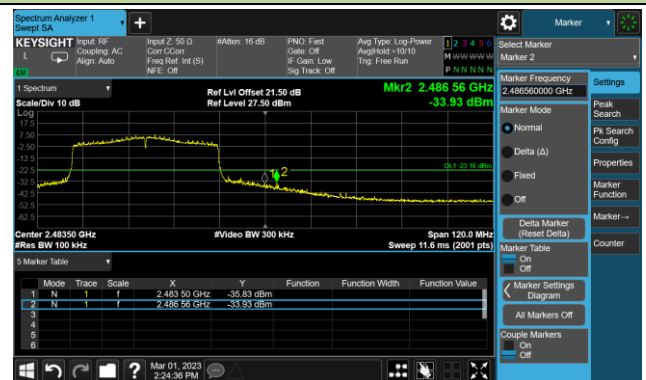 Spectrum Analyzer 1
Swept SA
Marker
KEYSIGHT
L
Input: RF
Coupling: AC
Align: Auto
Input Z: 50 Ω
Corr CCorr
Freq Ref: Int (S)
NFE: Off
#Atten: 16 dB
PNO: Fast
Gate: Off
IF Gain: Low
Sig Track: Off
Avg Type: Log-Power
Avg|Hold:>10/10
Trig: Free Run
1 2 3 4 5 6
M W W W W W
P N N N N N
Select Marker
Marker 2
1 Spectrum
Scale/Div 10 dB
Log
Ref Lvl Offset 21.50 dB
Ref Level 27.50 dBm
Mkr2 2.486 56 GHz
-33.93 dBm
17.5
7.50
-2.50
-12.5
-22.5
-32.5
-42.5
-52.5
-62.5
DL1 -23.16 dBm
1
2
Center 2.48350 GHz
#Res BW 100 kHz
#Video BW 300 kHz
Span 120.0 MHz
Sweep 11.6 ms (2001 pts)
5 Marker Table
Mode Trace Scale X Y Function Function Width Function Value
1 N 1 f 2.483 50 GHz -35.83 dBm
2 N 1 f 2.486 56 GHz -33.93 dBm
3
4
5
6
Marker Frequency
2.486560000 GHz
Marker Mode
Normal
Delta (Δ)
Fixed
Off
Delta Marker
(Reset Delta)
Marker Table
On
Off
Marker Settings
Diagram
All Markers Off
Couple Markers
On
Off
Settings
Peak
Search
Pk Search
Config
Properties
Marker
Function
Marker→
Counter
?
Mar 01, 2023
2:24:36 PM